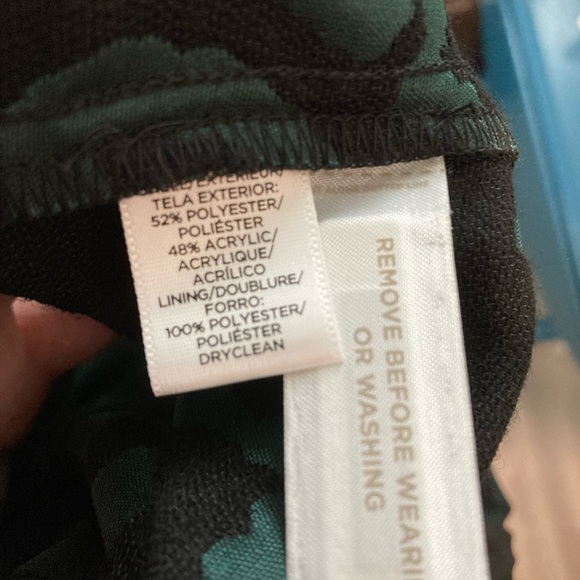 TELA EXTERIOR:
52% POLYESTER/
POLIÉSTER
48% ACRYLIC/
ACRYLIQUE/
ACRÍLICO
LINING/DOUBLURE/
FORRO:
100% POLYESTER/
POLIÉSTER
DRYCLEAN
REMOVE BEFORE
OR WASHING